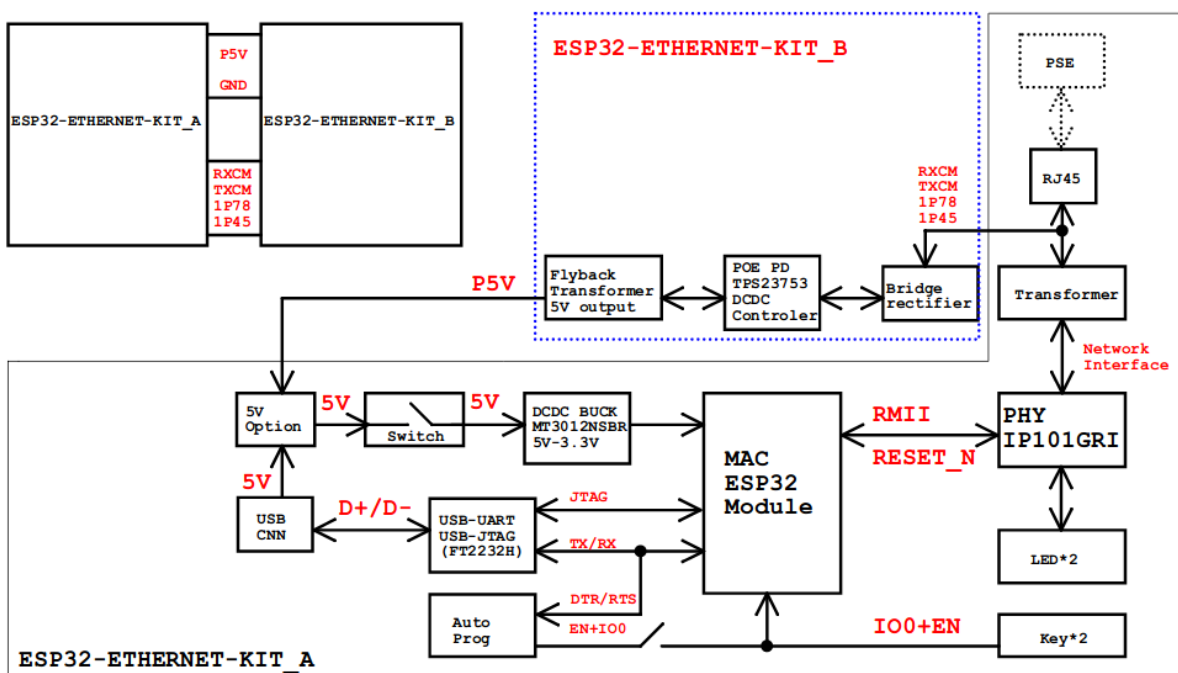 P5V
GND
ESP32-ETHERNET-KIT_A
ESP32-ETHERNET-KIT_B
RXCM
TXCM
1P78
1P45
ESP32-ETHERNET-KIT_B
PSE
RJ45
RXCM
TXCM
1P78
1P45
P5V
Flyback
Transformer
5V output
POE PD
TPS23753
DCDC
Controler
Bridge
rectifier
Transformer
Network
Interface
5V
Option
5V
Switch
5V
DCDC BUCK
MT3012NSBR
5V-3.3V
MAC
ESP32
Module
RMII
RESET_N
PHY
IP101GRI
5V
USB
CNN
D+/D-
USB-UART
USB-JTAG
(FT2232H)
JTAG
TX/RX
LED*2
DTR/RTS
Auto
Prog
EN+IO0
IO0+EN
Key*2
ESP32-ETHERNET-KIT_A